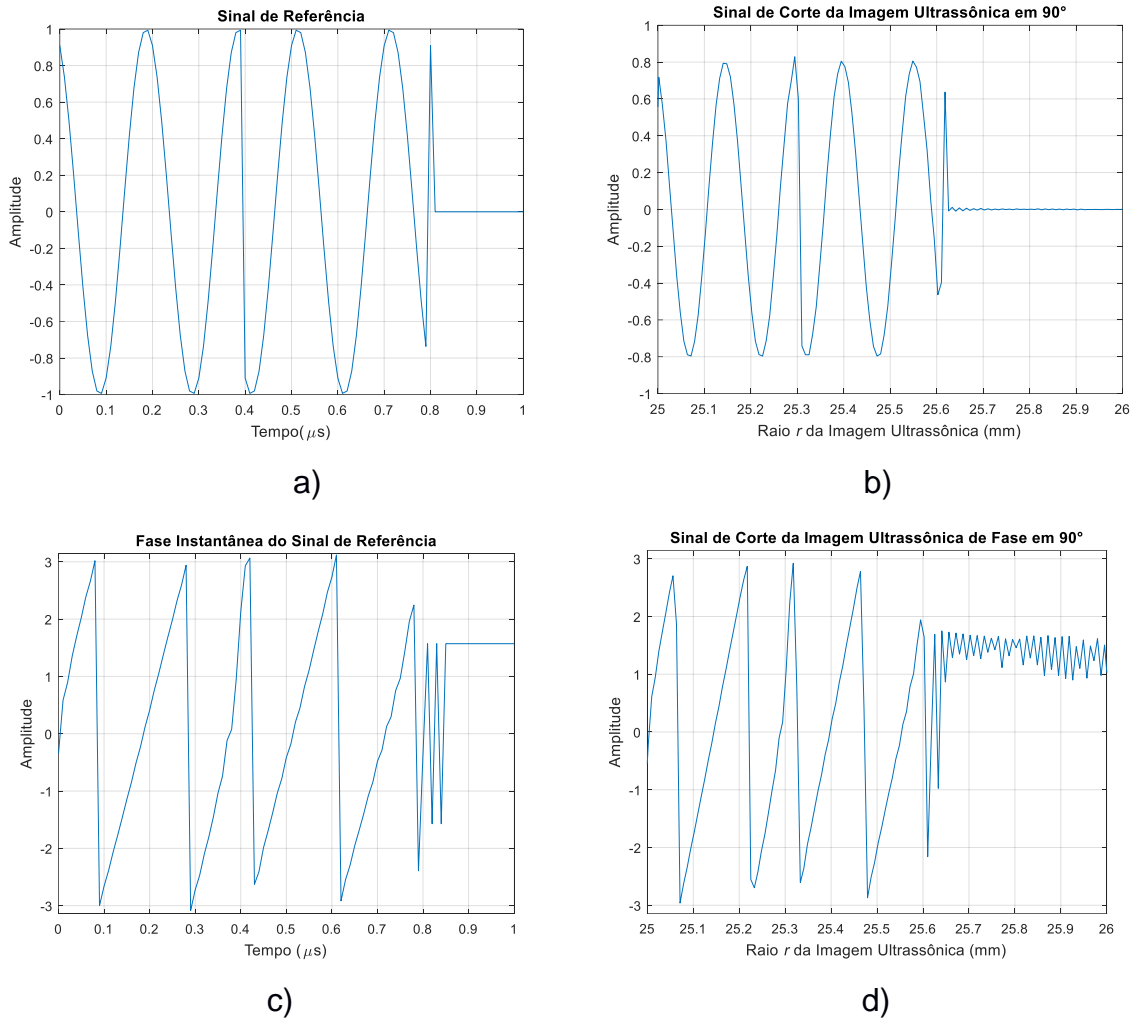 Sinal de Referência
1
0.8
0.6
0.4
0.2
0
-0.2
-0.4
-0.6
-0.8
-1
Amplitude
0 0.1 0.2 0.3 0.4 0.5 0.6 0.7 0.8 0.9 1
Tempo(μs)
a)
Sinal de Corte da Imagem Ultrassônica em 90°
1
0.8
0.6
0.4
0.2
0
-0.2
-0.4
-0.6
-0.8
-1
Amplitude
25 25.1 25.2 25.3 25.4 25.5 25.6 25.7 25.8 25.9 26
Raio r da Imagem Ultrassônica (mm)
b)
Fase Instantânea do Sinal de Referência
3
2
1
0
-1
-2
-3
Amplitude
0 0.1 0.2 0.3 0.4 0.5 0.6 0.7 0.8 0.9 1
Tempo (μs)
c)
Sinal de Corte da Imagem Ultrassônica de Fase em 90°
3
2
1
0
-1
-2
-3
Amplitude
25 25.1 25.2 25.3 25.4 25.5 25.6 25.7 25.8 25.9 26
Raio r da Imagem Ultrassônica (mm)
d)